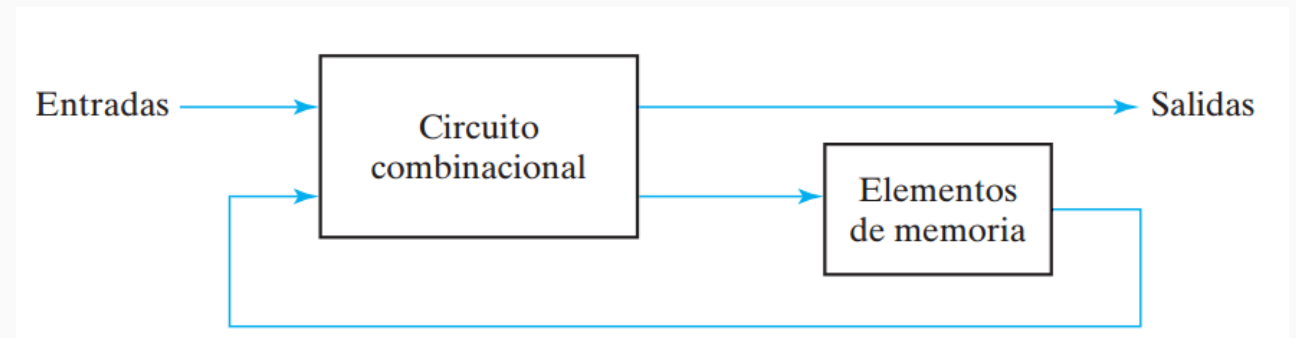 Entradas
Circuito
combinacional
Salidas
Elementos
de memoria